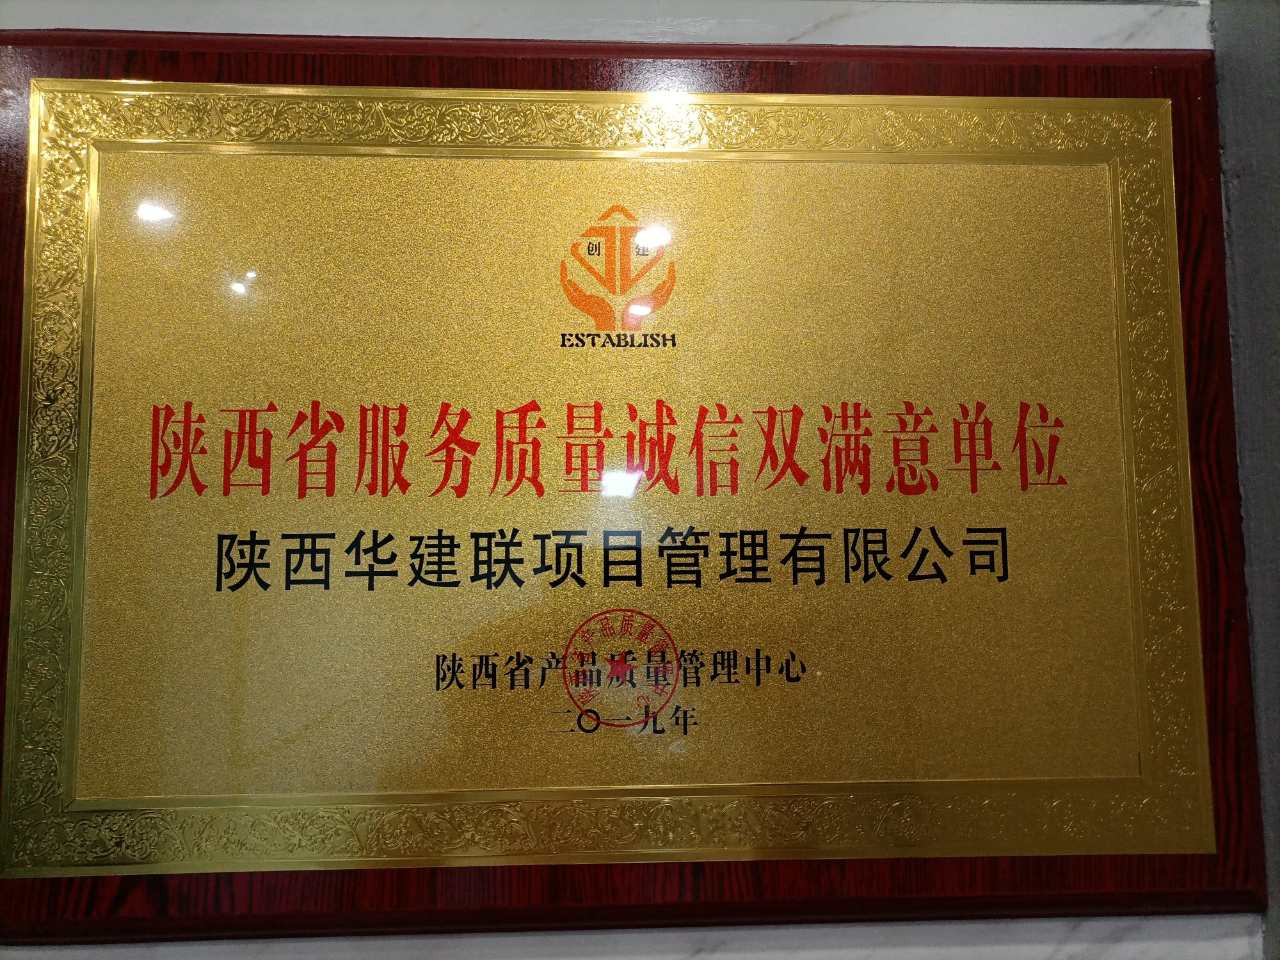 创 建
ESTABLISH
陕西省服务质量诚信双满意单位
陕西华建联项目管理有限公司
陕西省产品质量管理中心
二〇一九年